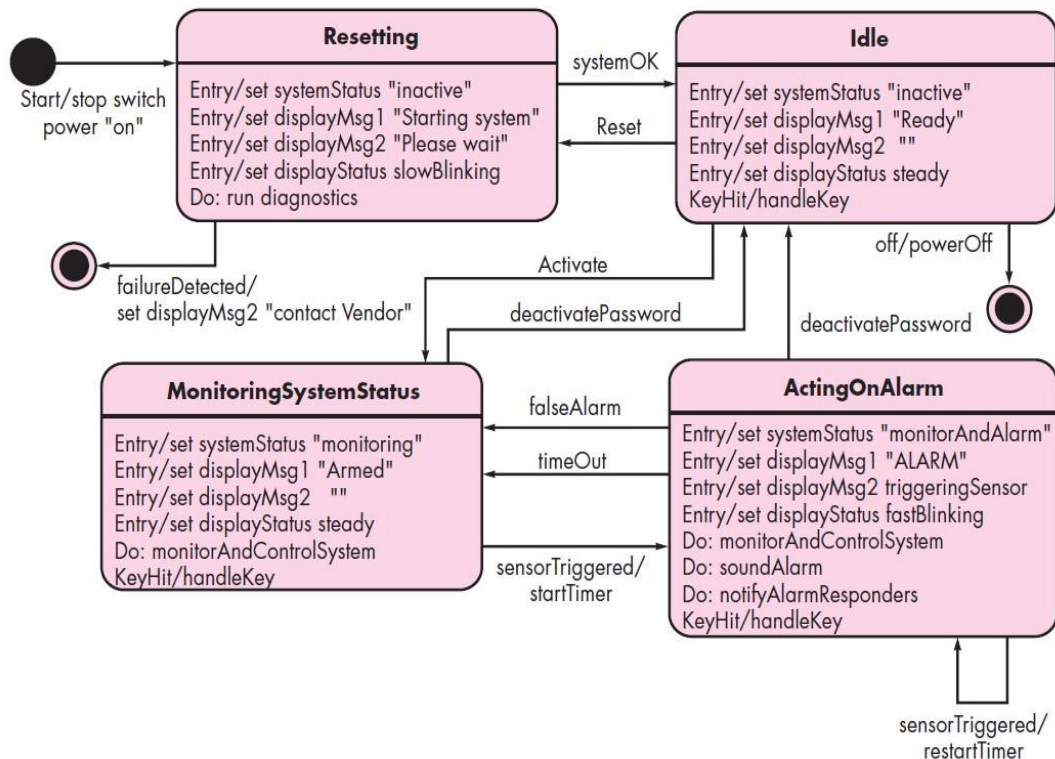 Resetting
Entry/set systemStatus "inactive"
Entry/set displayMsg1 "Starting system"
Entry/set displayMsg2 "Please wait"
Entry/set displayStatus slowBlinking
Do: run diagnostics
Start/stop switch
power "on"
systemOK
Reset
Idle
Entry/set systemStatus "inactive"
Entry/set displayMsg1 "Ready"
Entry/set displayMsg2 ""
Entry/set displayStatus steady
KeyHit/handleKey
failureDetected/
set displayMsg2 "contact Vendor"
Activate
deactivatePassword
off/powerOff
deactivatePassword
MonitoringSystemStatus
Entry/set systemStatus "monitoring"
Entry/set displayMsg1 "Armed"
Entry/set displayMsg2 ""
Entry/set displayStatus steady
Do: monitorAndControlSystem
KeyHit/handleKey
falseAlarm
timeOut
sensorTriggered/
startTimer
ActingOnAlarm
Entry/set systemStatus "monitorAndAlarm"
Entry/set displayMsg1 "ALARM"
Entry/set displayMsg2 triggeringSensor
Entry/set displayStatus fastBlinking
Do: monitorAndControlSystem
Do: soundAlarm
Do: notifyAlarmResponders
KeyHit/handleKey
sensorTriggered/
restartTimer